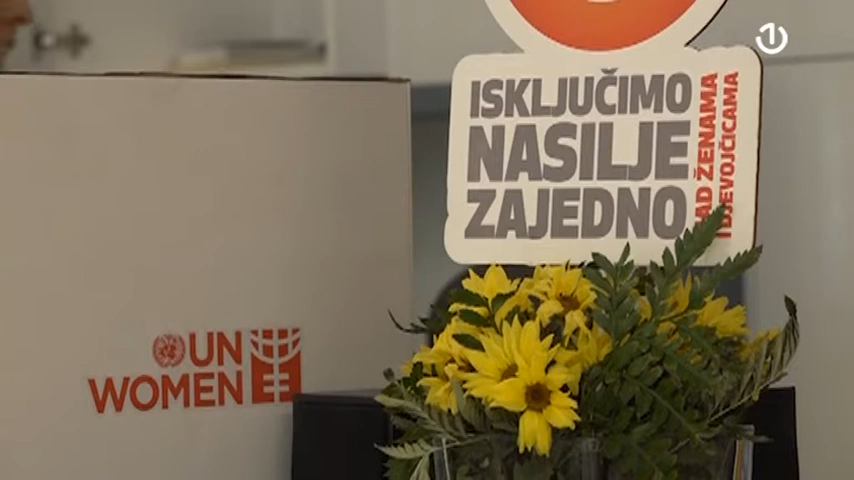 ISKLJUČIMO
NASILJE
ZAJEDNO
NAD ŽENAMA
I DJEVOJČICAMA
UN
WOMEN